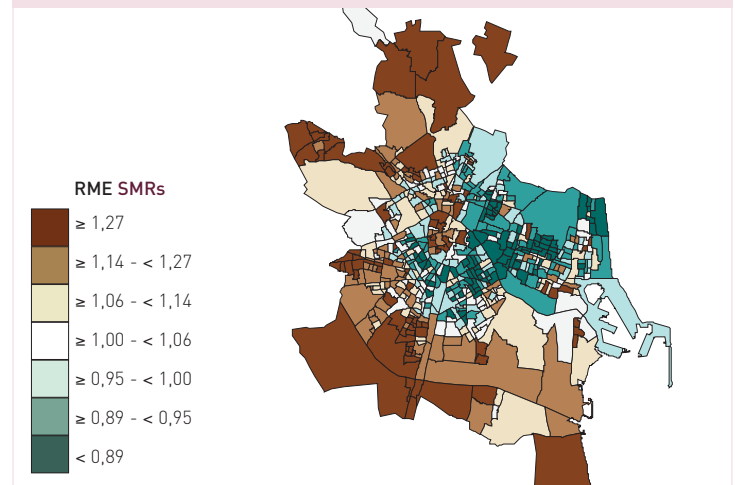 RME SMRs
≥ 1,27
≥ 1,14 - < 1,27
≥ 1,06 - < 1,14
≥ 1,00 - < 1,06
≥ 0,95 - < 1,00
≥ 0,89 - < 0,95
< 0,89